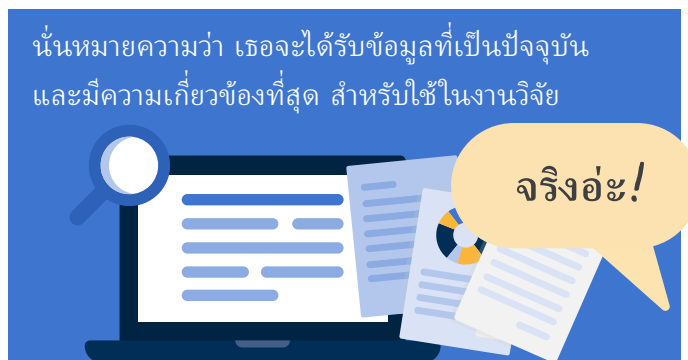 นั่นหมายความว่า เธอจะได้รับข้อมูลที่เป็นปัจจุบัน
และมีความเกี่ยวข้องที่สุด สำหรับใช้ในงานวิจัย
จริงอ่ะ!